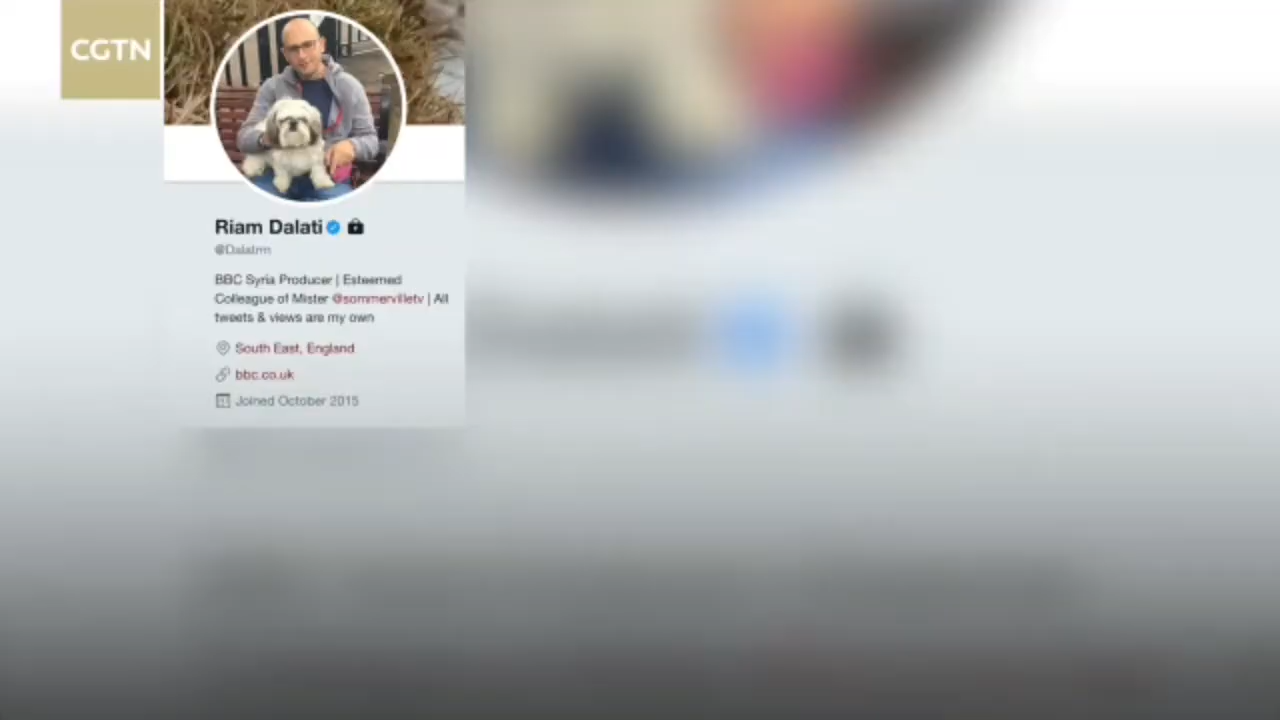 CGTN
Riam Dalati
@Dalatrm
BBC Syria Producer | Esteemed
Colleague of Mister @sommervilletv | All
tweets & views are my own
South East, England
bbc.co.uk
Joined October 2015